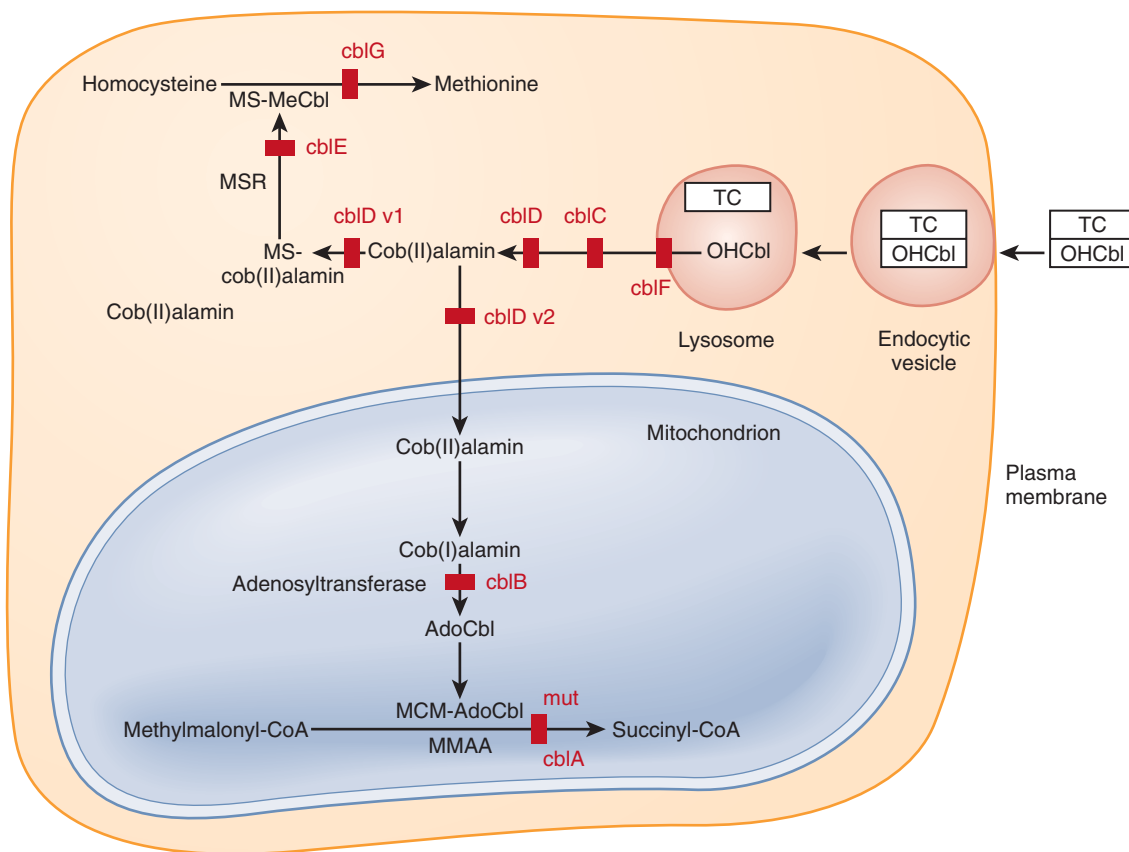 cblG
Homocysteine
Methionine
MS-MeCbl
cblE
MSR
cblD v1
cblD
cblC
TC
OHCbl
TC
OHCbl
TC
OHCbl
MS-
cob(II)alamin
Cob(II)alamin
cblF
Cob(II)alamin
cblD v2
Lysosome
Endocytic
vesicle
Mitochondrion
Cob(II)alamin
Plasma
membrane
Cob(I)alamin
Adenosyltransferase
cblB
AdoCbl
MCM-AdoCbl
mut
Methylmalonyl-CoA
Succinyl-CoA
MMAA
cblA